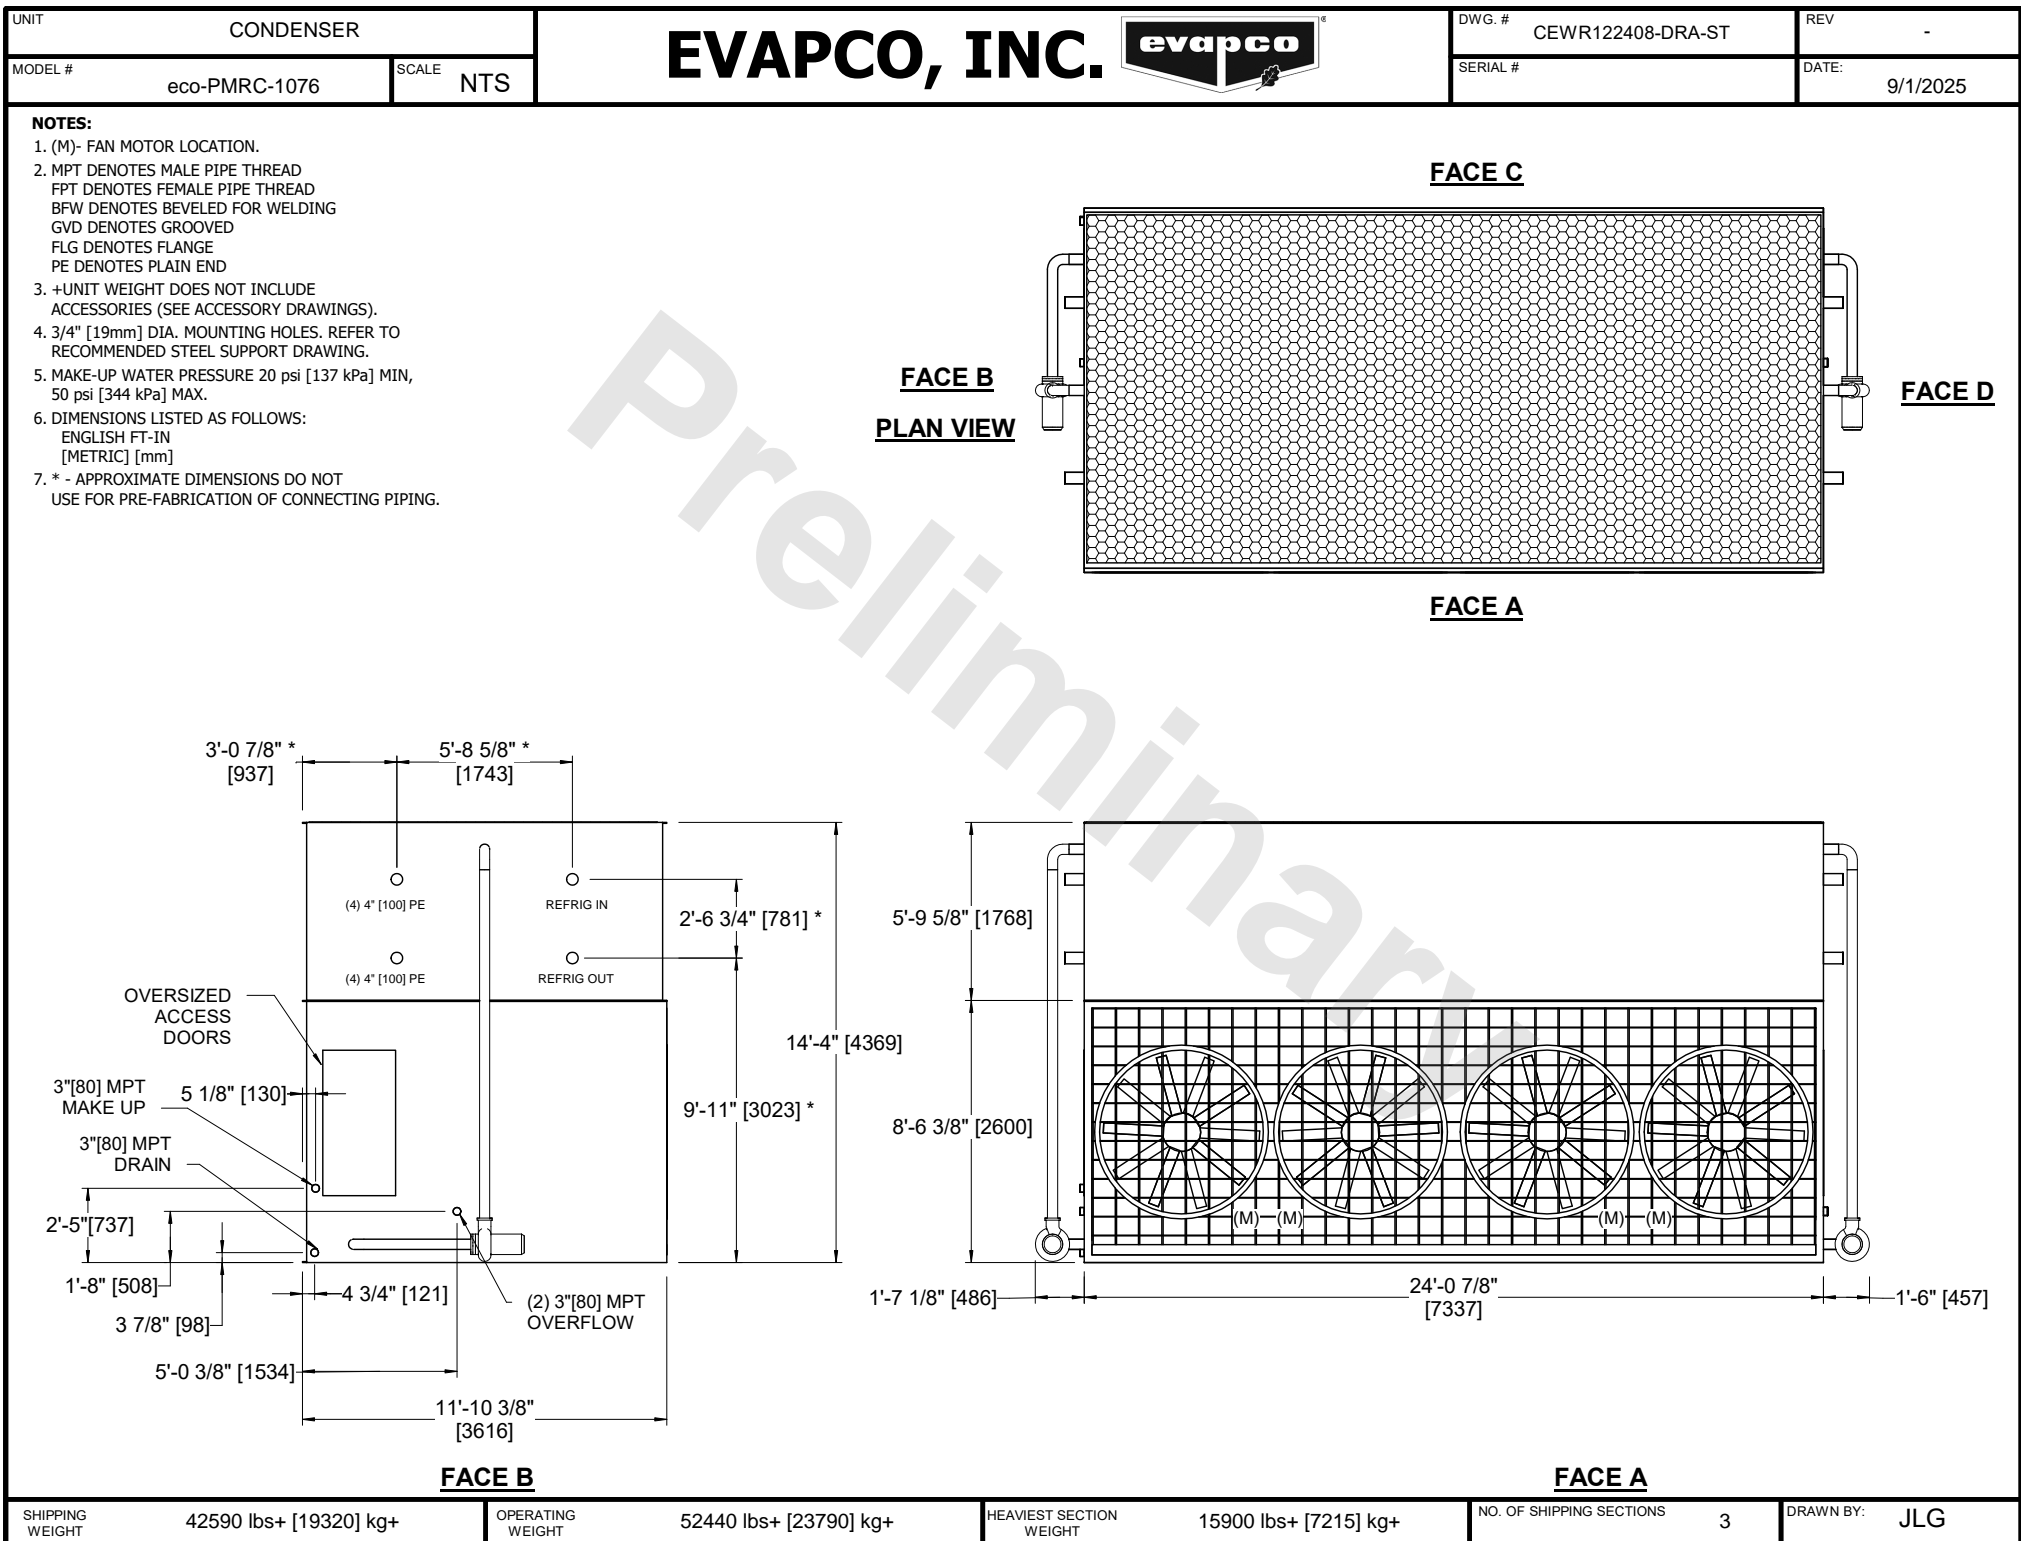 UNIT
CONDENSER
MODEL #
eco-PMRC-1076
SCALE
NTS
EVAPCO, INC.
evapco
®
DWG. #
CEWR122408-DRA-ST
REV
-
SERIAL #
DATE:
9/1/2025
NOTES:
1. (M)- FAN MOTOR LOCATION.
2. MPT DENOTES MALE PIPE THREAD
FPT DENOTES FEMALE PIPE THREAD
BFW DENOTES BEVELED FOR WELDING
GVD DENOTES GROOVED
FLG DENOTES FLANGE
PE DENOTES PLAIN END
3. +UNIT WEIGHT DOES NOT INCLUDE
ACCESSORIES (SEE ACCESSORY DRAWINGS).
4. 3/4" [19mm] DIA. MOUNTING HOLES. REFER TO
RECOMMENDED STEEL SUPPORT DRAWING.
5. MAKE-UP WATER PRESSURE 20 psi [137 kPa] MIN,
50 psi [344 kPa] MAX.
6. DIMENSIONS LISTED AS FOLLOWS:
ENGLISH FT-IN
[METRIC] [mm]
7. * - APPROXIMATE DIMENSIONS DO NOT
USE FOR PRE-FABRICATION OF CONNECTING PIPING.
FACE C
FACE B
PLAN VIEW
FACE D
FACE A
Preliminary
3'-0 7/8" *
[937]
5'-8 5/8" *
[1743]
(4) 4" [100] PE
REFRIG IN
(4) 4" [100] PE
REFRIG OUT
2'-6 3/4" [781] *
14'-4" [4369]
9'-11" [3023] *
OVERSIZED
ACCESS
DOORS
3"[80] MPT
MAKE UP
5 1/8" [130]
3"[80] MPT
DRAIN
2'-5"[737]
1'-8" [508]
3 7/8" [98]
4 3/4" [121]
(2) 3"[80] MPT
OVERFLOW
5'-0 3/8" [1534]
11'-10 3/8"
[3616]
FACE B
5'-9 5/8" [1768]
8'-6 3/8" [2600]
(M) (M) (M) (M)
1'-7 1/8" [486]
24'-0 7/8"
[7337]
1'-6" [457]
FACE A
SHIPPING
WEIGHT
42590 lbs+ [19320] kg+
OPERATING
WEIGHT
52440 lbs+ [23790] kg+
HEAVIEST SECTION
WEIGHT
15900 lbs+ [7215] kg+
NO. OF SHIPPING SECTIONS
3
DRAWN BY:
JLG